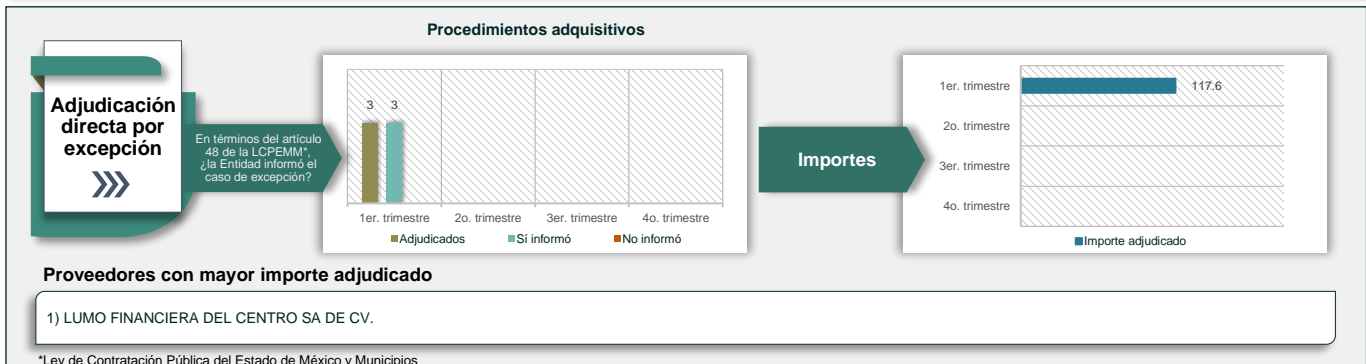 Procedimientos adquisitivos
Adjudicación
directa por
excepción
En términos del artículo
48 de la LCPEMM*,
¿la Entidad informó el
caso de excepción?
3 3
1er. trimestre 2o. trimestre 3er. trimestre 4o. trimestre
Adjudicados Sí informó No informó
Importes
1er. trimestre 117.6
2o. trimestre
3er. trimestre
4o. trimestre
Importe adjudicado
Proveedores con mayor importe adjudicado
1) LUMO FINANCIERA DEL CENTRO SA DE CV.
*Ley de Contratación Pública del Estado de México y Municipios